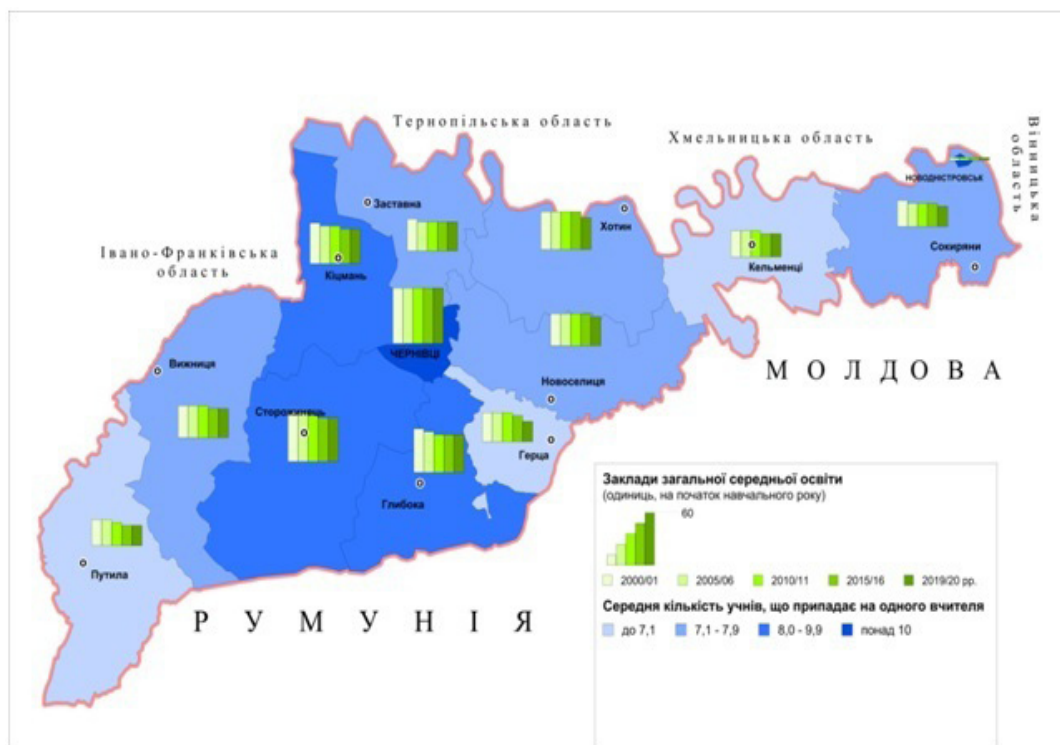 Тернопільська область
Хмельницька область
Вінницька
область
НОВОДНІСТРОВСЬК
Заставна
Хотин
Івано-Франківська
область
Кіцмань
Кельменці
Сокиряни
ЧЕРНІВЦІ
МОЛДОВА
Вижниця
Новоселиця
Сторожинець
Герца
Глибока
Путила
РУМУНІЯ
Заклади загальної середньої освіти
(одиниць, на початок навчального року)
60
2000/01 2005/06 2010/11 2015/16 2019/20 рр.
Середня кількість учнів, що припадає на одного вчителя
до 7,1 7,1 - 7,9 8,0 - 9,9 понад 10